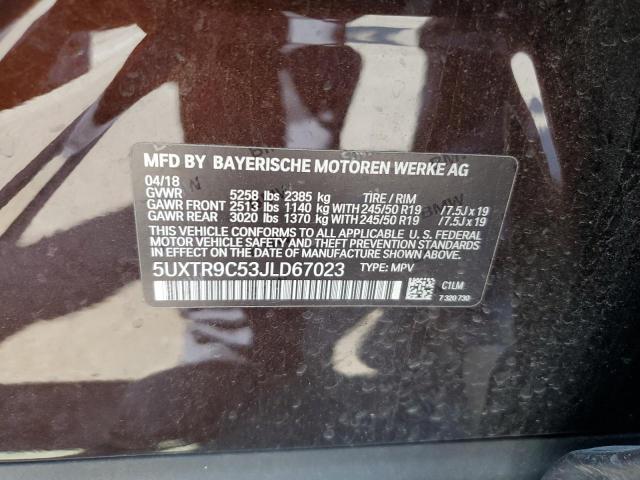 MFD BY BAYERISCHE MOTOREN WERKE AG
04/18
GVWR 5258 lbs 2385 kg TIRE / RIM
GAWR FRONT 2513 lbs 1140 kg WITH 245/50 R19 /7.5J x 19
GAWR REAR 3020 lbs 1370 kg WITH 245/50 R19 /7.5J x 19
THIS VEHICLE CONFORMS TO ALL APPLICABLE U. S. FEDERAL
MOTOR VEHICLE SAFETY, BUMPER, AND THEFT PREVENTION
STANDARDS IN EFFECT ON THE DATE OF MANUFACTURE SHOWN ABOVE.
5UXTR9C53JLD67023 TYPE: MPV
C1LM
7 320 730